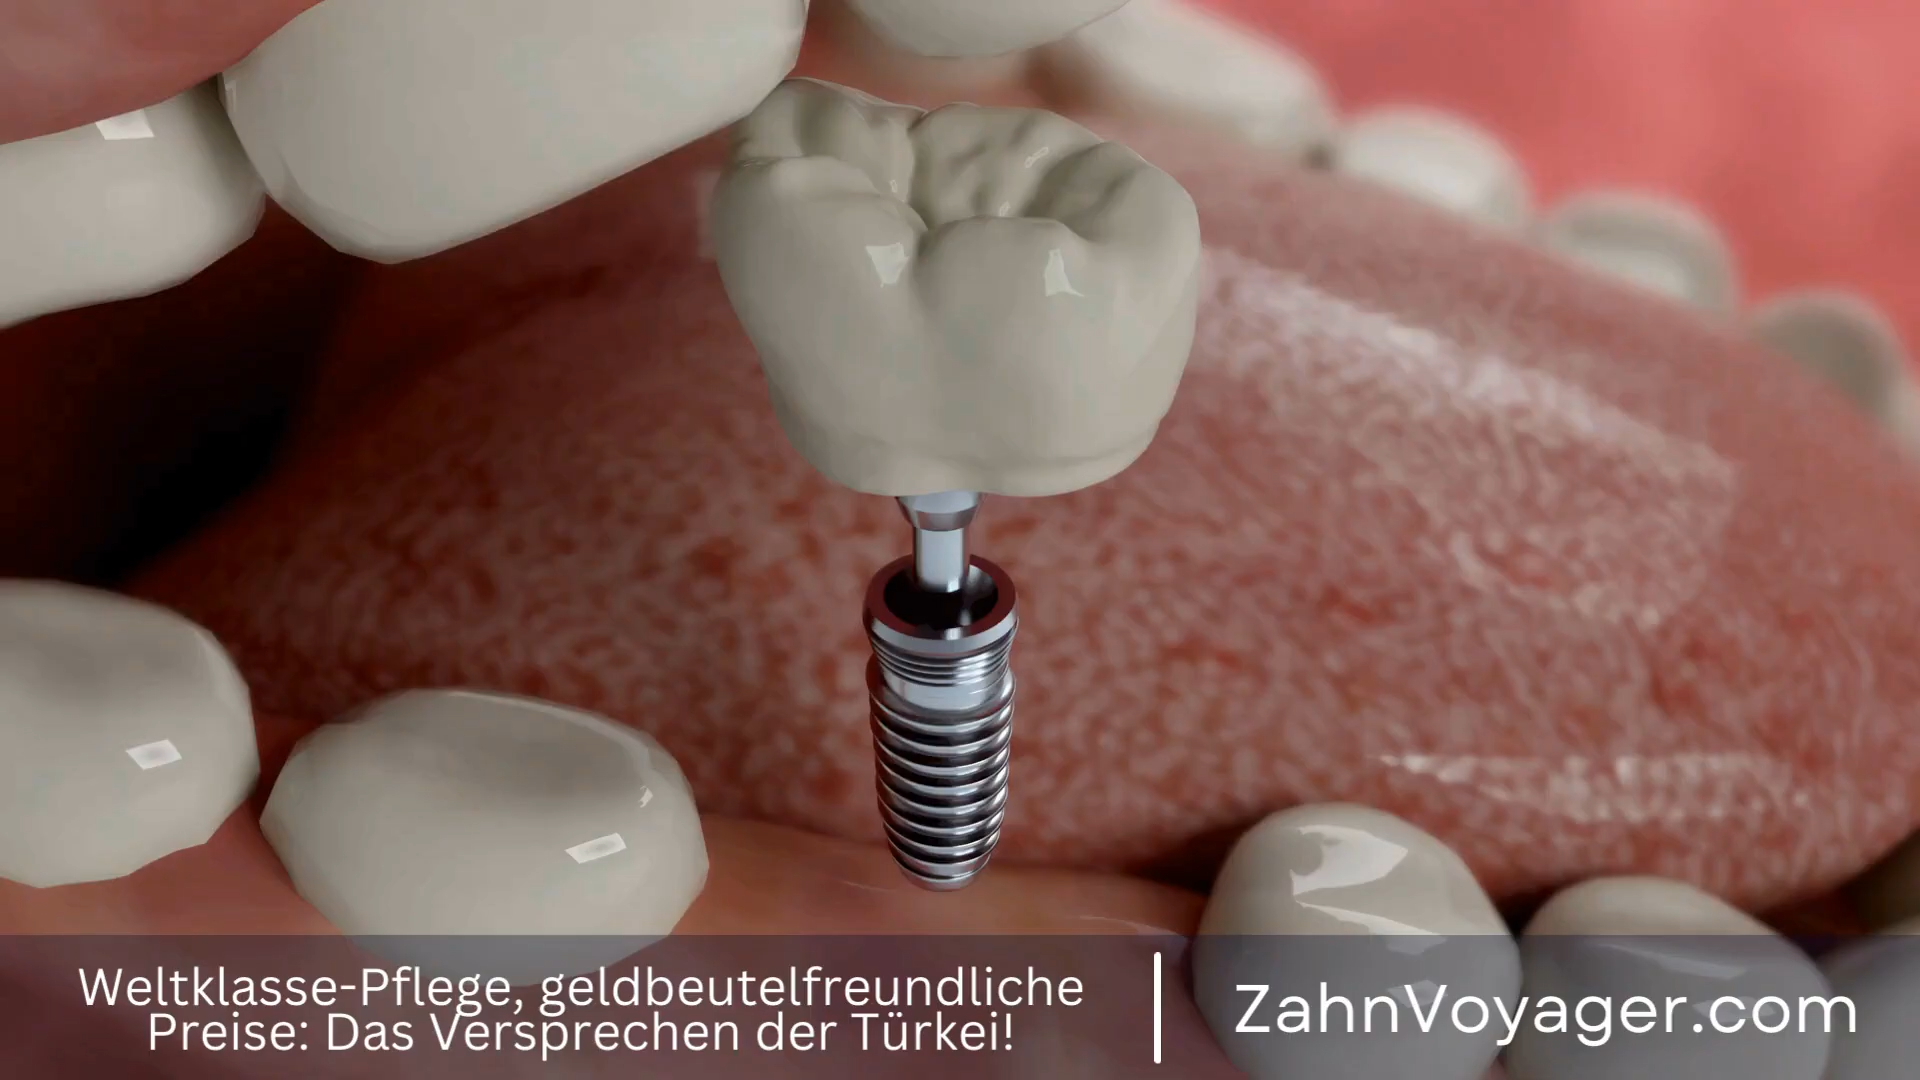 Weltklasse-Pflege, geldbeutelfreundliche
Preise: Das Versprechen der Türkei!
ZahnVoyager.com